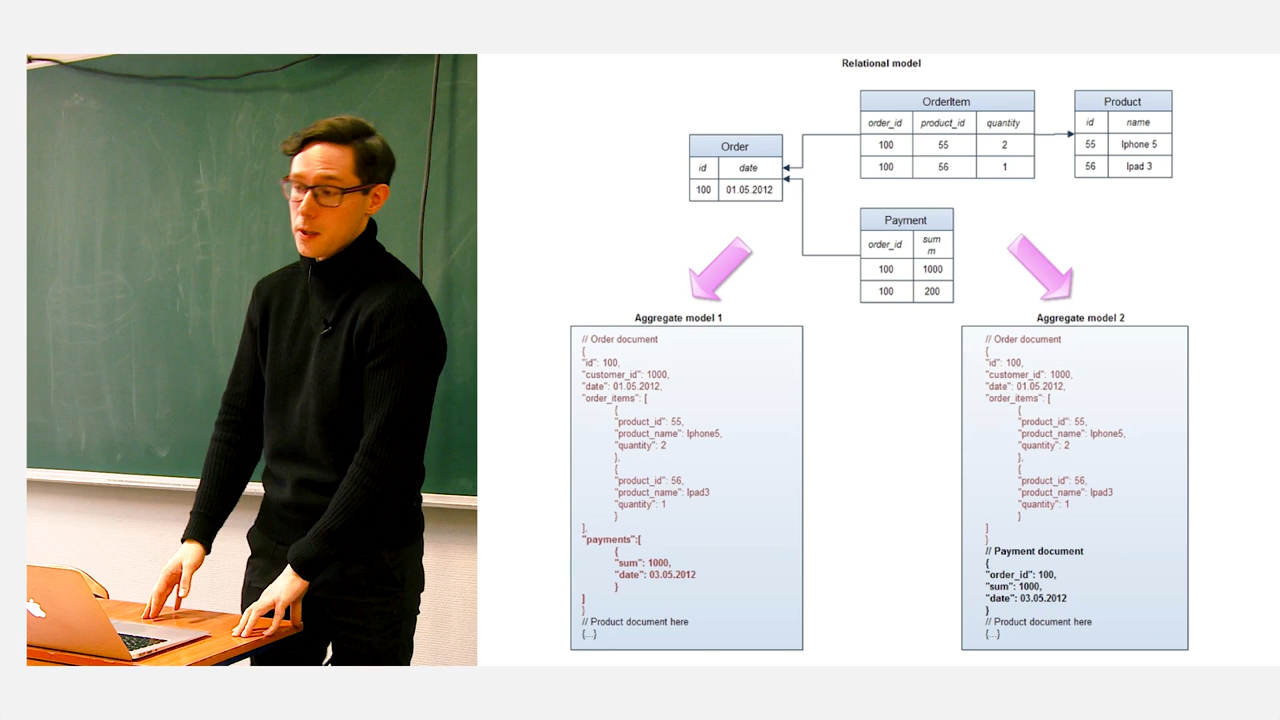 Relational model
OrderItem
order_id product_id quantity
100 55 2
100 56 1
Product
id name
55 Iphone 5
56 Ipad 3
Order
id date
100 01.05.2012
Payment
order_id sum
m
100 1000
100 200
Aggregate model 1
// Order document
{
"id": 100,
"customer_id": 1000,
"date": 01.05.2012,
"order_items": [
{
"product_id": 55,
"product_name": Iphone5,
"quantity": 2
},
{
"product_id": 56,
"product_name": Ipad3
"quantity": 1
}
],
"payments":[
{
"sum": 1000,
"date": 03.05.2012
}
]
}
// Product document here
{...}
Aggregate model 2
// Order document
{
"id": 100,
"customer_id": 1000,
"date": 01.05.2012,
"order_items": [
{
"product_id": 55,
"product_name": Iphone5,
"quantity": 2
},
{
"product_id": 56,
"product_name": Ipad3
"quantity": 1
}
]
}
// Payment document
{
"order_id": 100,
"sum": 1000,
"date": 03.05.2012
}
// Product document here
{...}